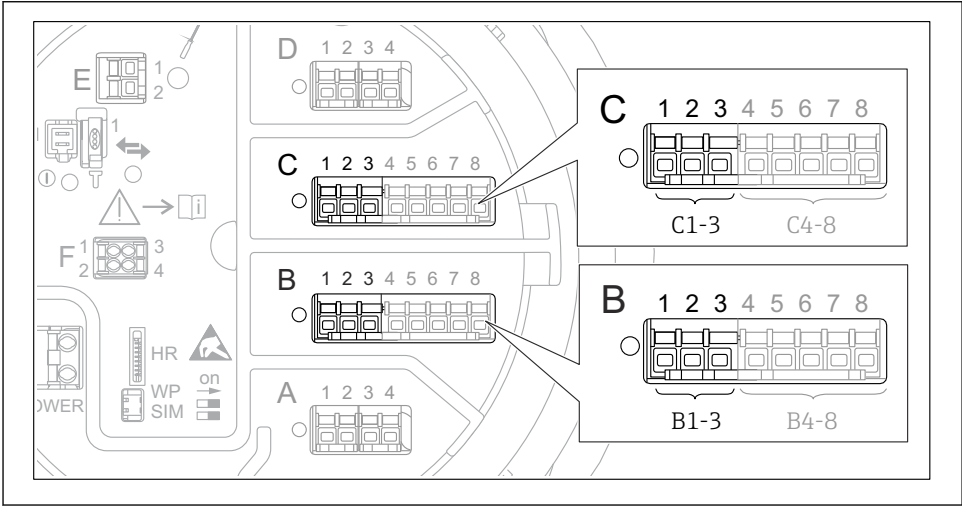 D 1 2 3 4
E 1
2
1
C 1 2 3 4 5 6 7 8
i
F 1 3
2 4
B 1 2 3 4 5 6 7 8
HR
on
WP
SIM
OWER
A 1 2 3 4
C 1 2 3 4 5 6 7 8
C1-3 C4-8
B 1 2 3 4 5 6 7 8
B1-3 B4-8